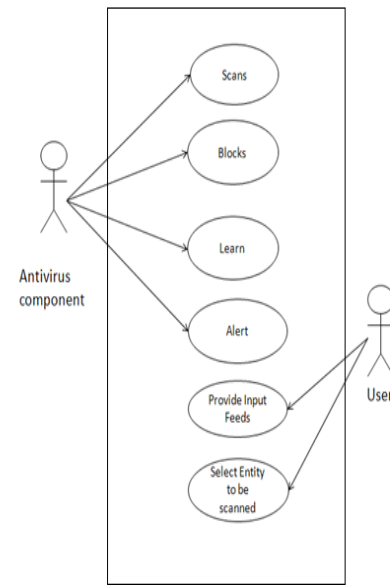 Scans
Blocks
Antivirus
component
Learn
Alert
User
Provide Input
Feeds
Select Entity
to be
scanned